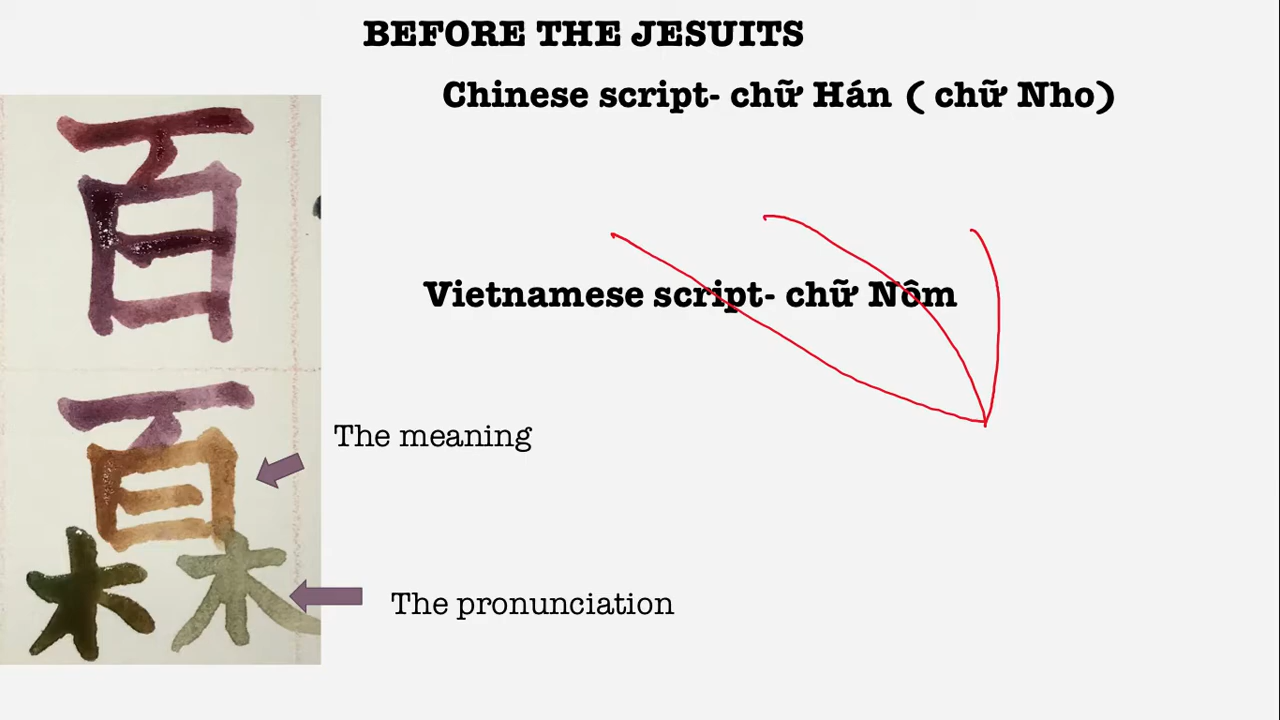 BEFORE THE JESUITS
Chinese script- chữ Hán ( chữ Nho)
百
Vietnamese script- chữ Nôm
𤾓
The meaning
The pronunciation